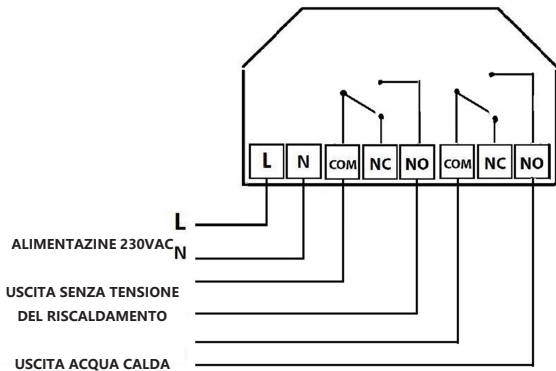 L N COM NC NO COM NC NO
L
ALIMENTAZINE 230VAC
N
USCITA SENZA TENSIONE
DEL RISCALDAMENTO
USCITA ACQUA CALDA